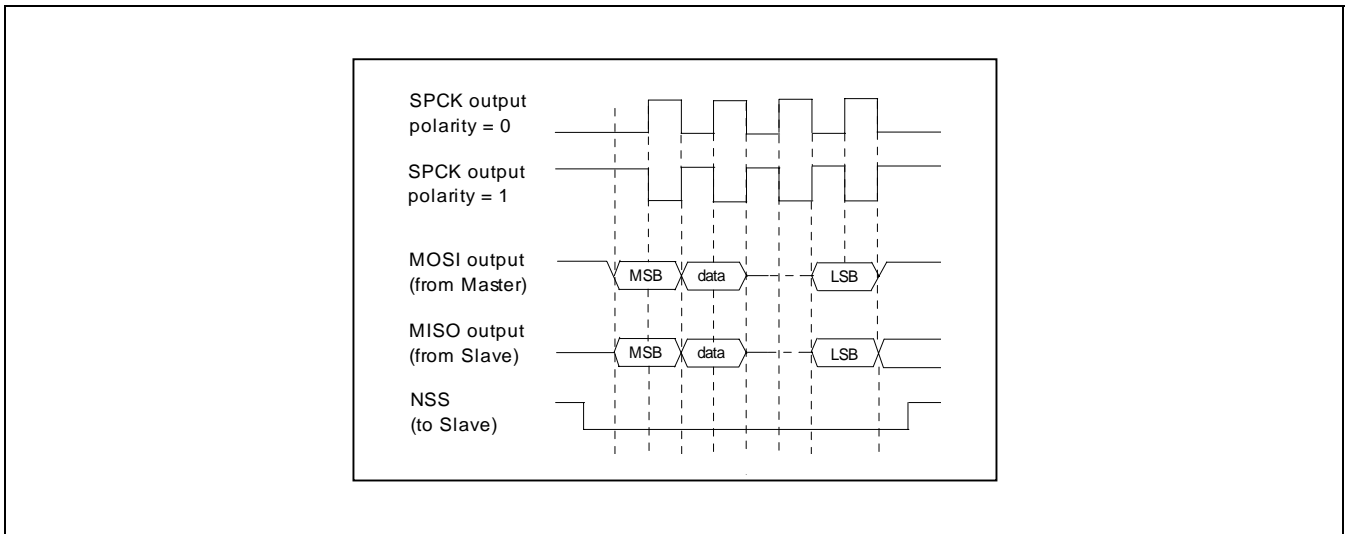 SPCK output
polarity = 0
SPCK output
polarity = 1
MOSI output
(from Master)
MSB
data
LSB
MISO output
(from Slave)
MSB
data
LSB
NSS
(to Slave)